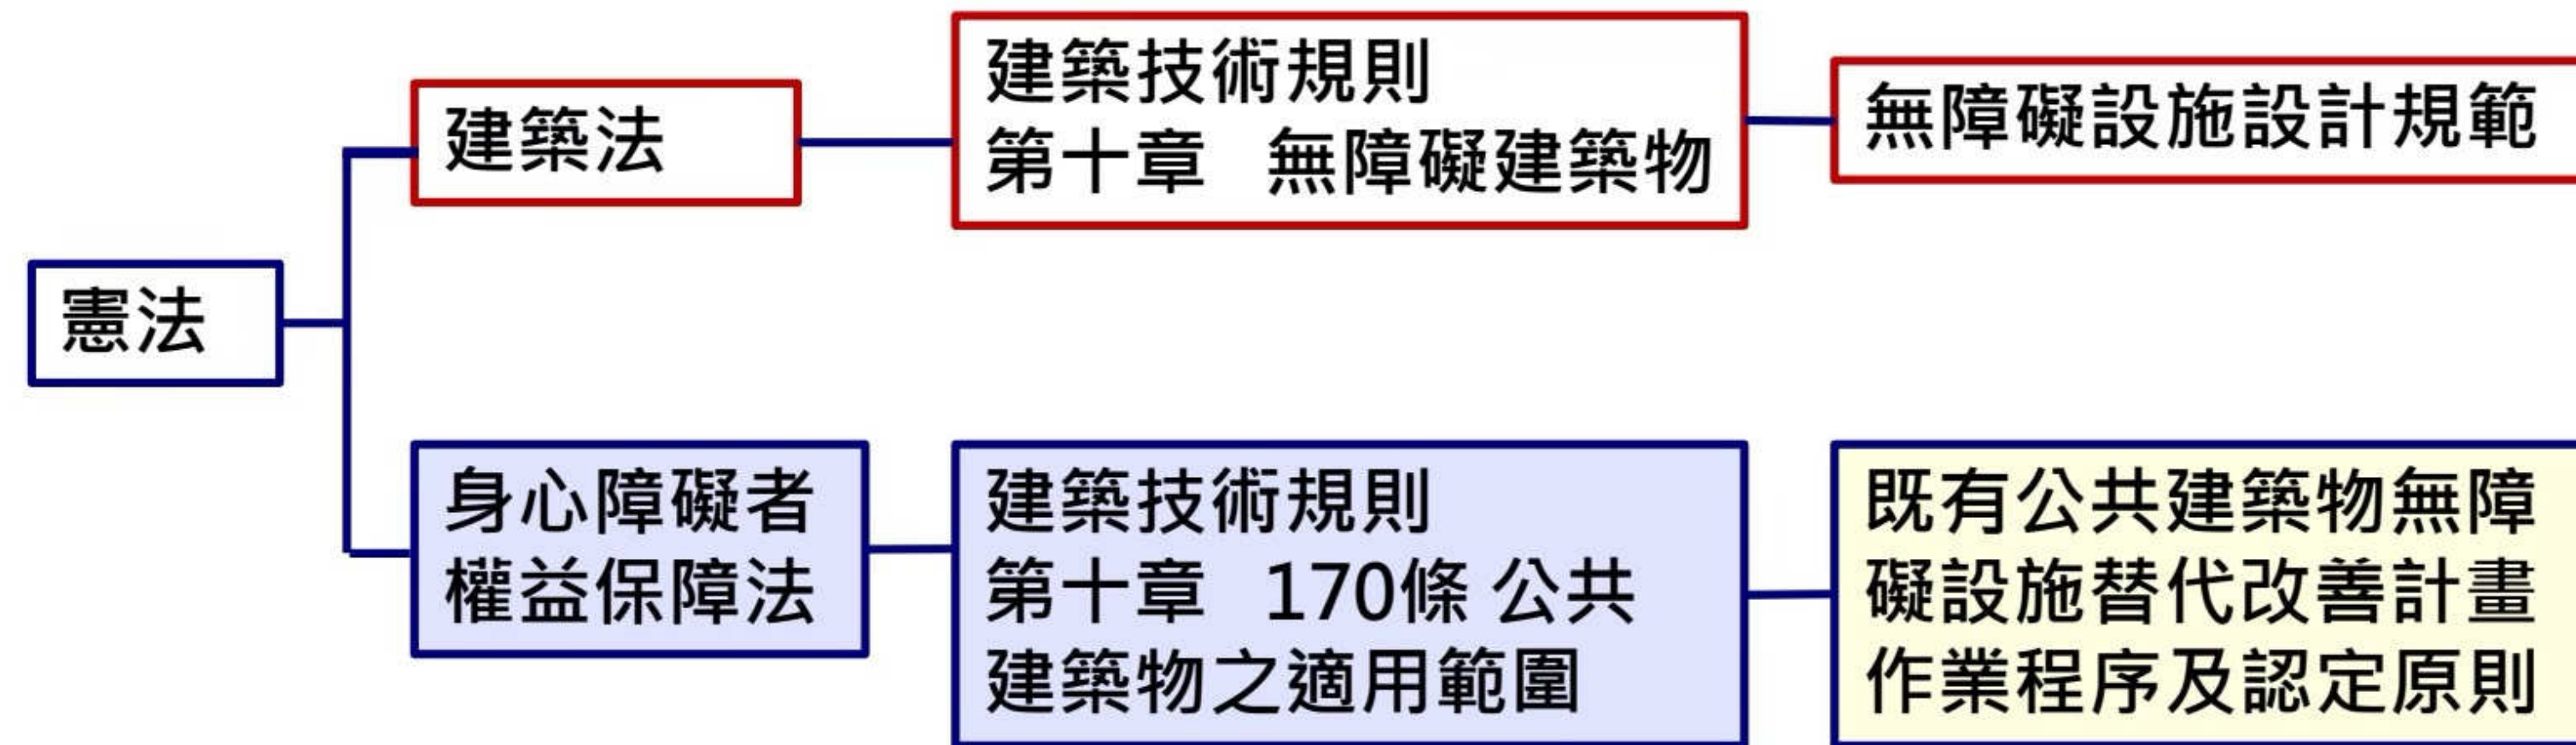 憲法
建築法
建築技術規則
第十章 無障礙建築物
無障礙設施設計規範
身心障礙者
權益保障法
建築技術規則
第十章 170條 公共
建築物之適用範圍
既有公共建築物無障
礙設施替代改善計畫
作業程序及認定原則